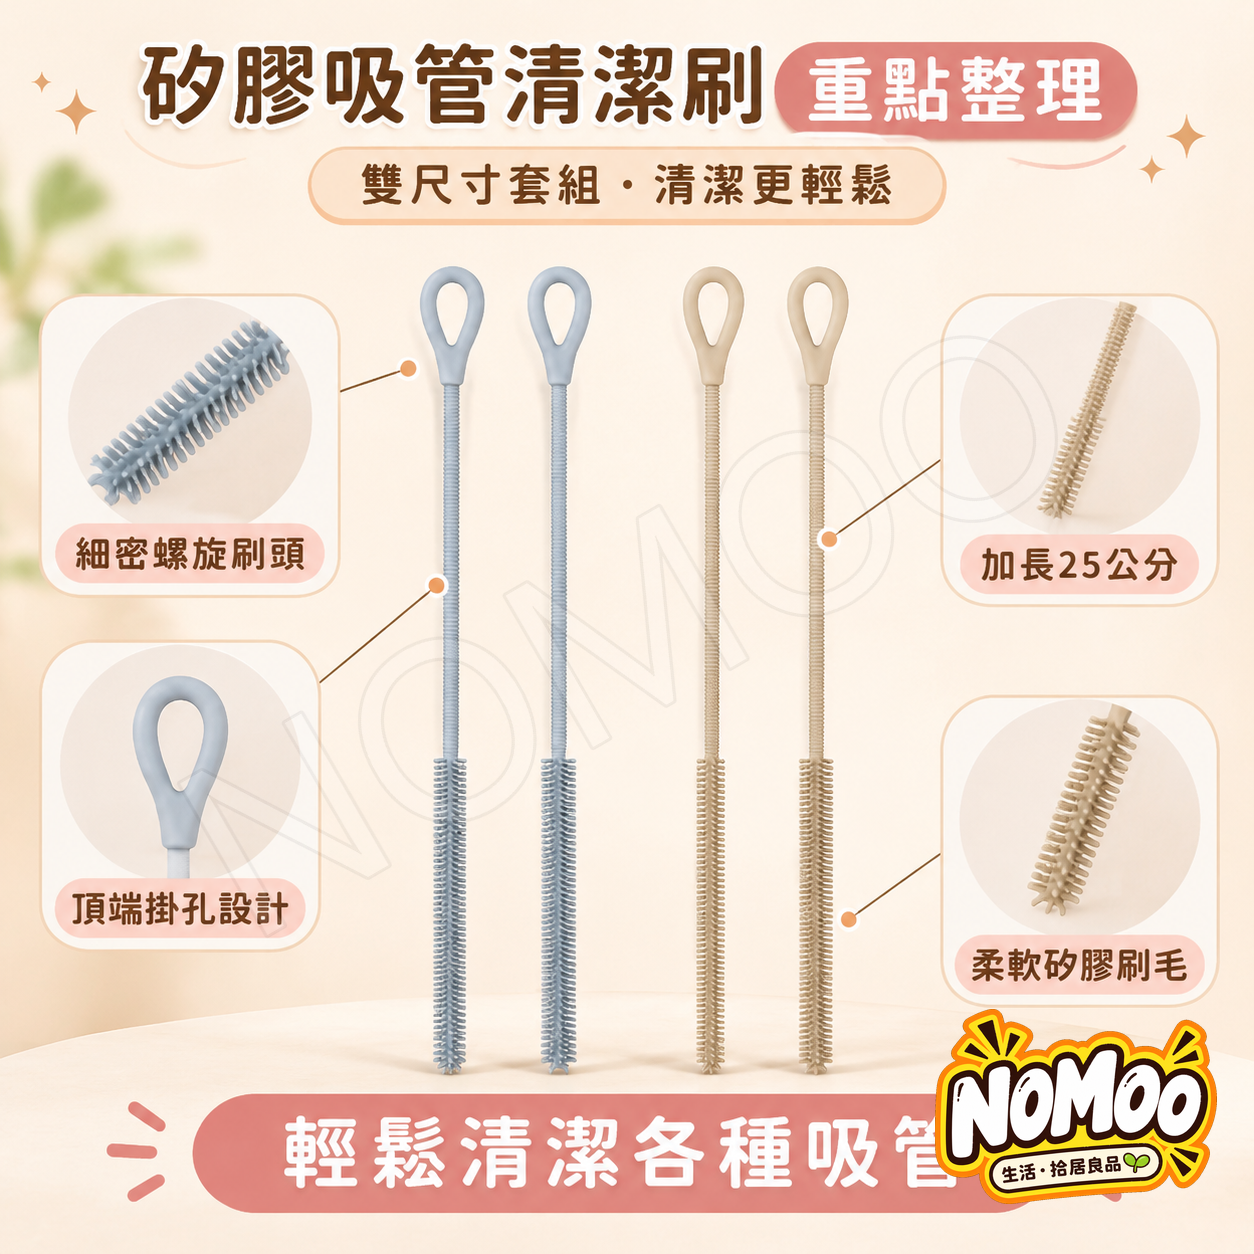 矽膠吸管清潔刷 重點整理
雙尺寸套組・清潔更輕鬆
細密螺旋刷頭
加長25公分
頂端掛孔設計
柔軟矽膠刷毛
輕鬆清潔各種吸管
NOMOO
NOMOO
生活・拾居良品